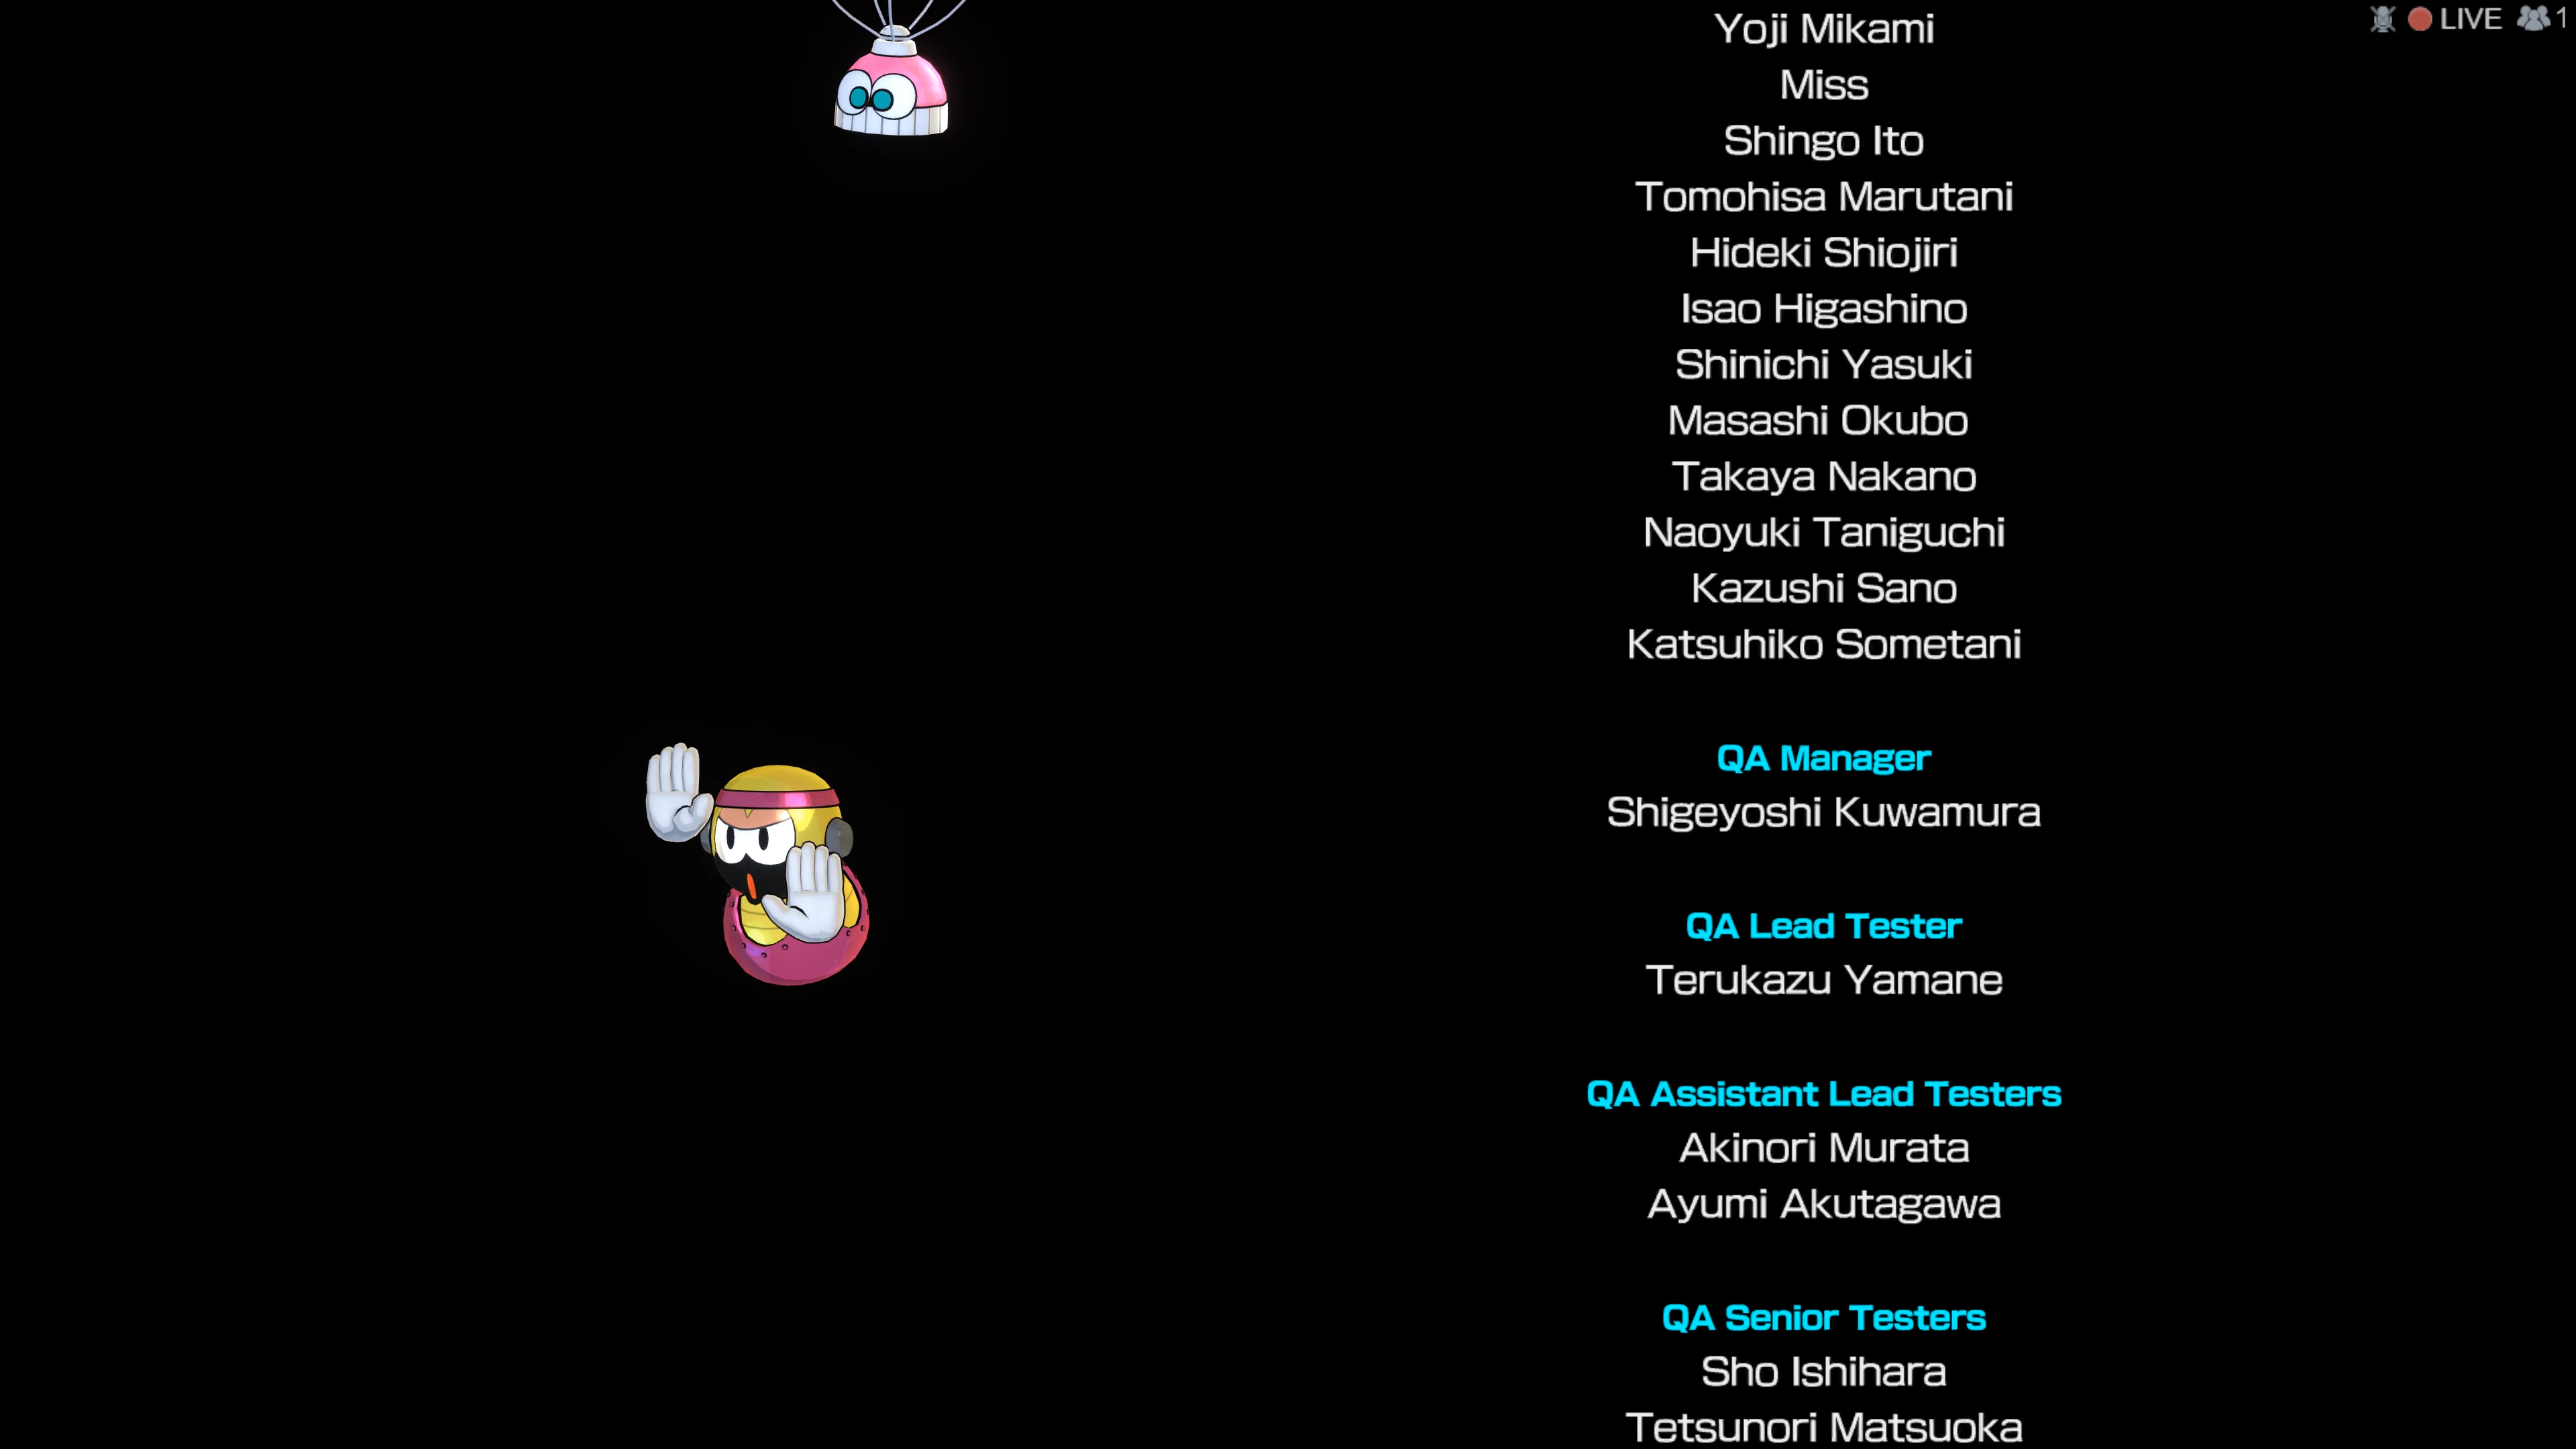 LIVE 1
Yoji Mikami
Miss
Shingo Ito
Tomohisa Marutani
Hideki Shiojiri
Isao Higashino
Shinichi Yasuki
Masashi Okubo
Takaya Nakano
Naoyuki Taniguchi
Kazushi Sano
Katsuhiko Sometani
QA Manager
Shigeyoshi Kuwamura
QA Lead Tester
Terukazu Yamane
QA Assistant Lead Testers
Akinori Murata
Ayumi Akutagawa
QA Senior Testers
Sho Ishihara
Tetsunori Matsuoka